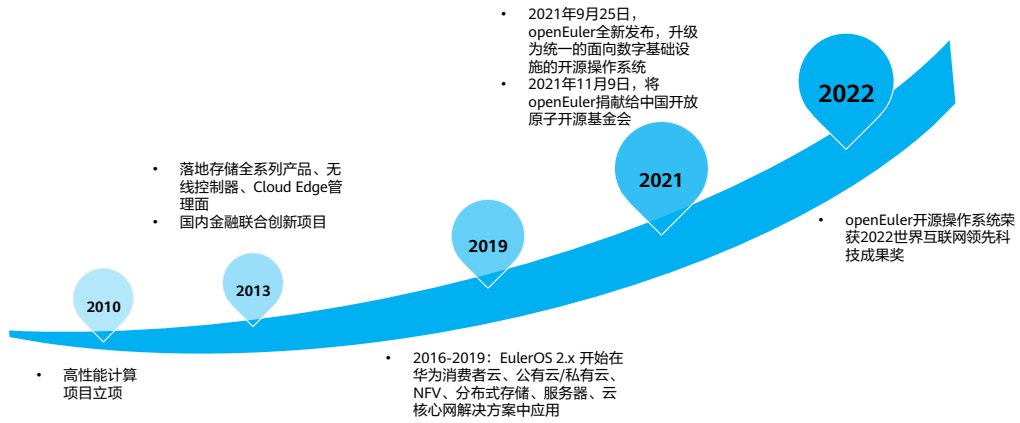 2010
• 高性能计算
项目立项
2013
• 落地存储全系列产品、无
线控制器、Cloud Edge管
理面
• 国内金融联合创新项目
2019
• 2016-2019：EulerOS 2.x 开始在
华为消费者云、公有云/私有云、
NFV、分布式存储、服务器、云
核心网解决方案中应用
2021
• 2021年9月25日，
openEuler全新发布，升级
为统一的面向数字基础设
施的开源操作系统
• 2021年11月9日，将
openEuler捐献给中国开放
原子开源基金会
2022
• openEuler开源操作系统荣
获2022世界互联网领先科
技成果奖